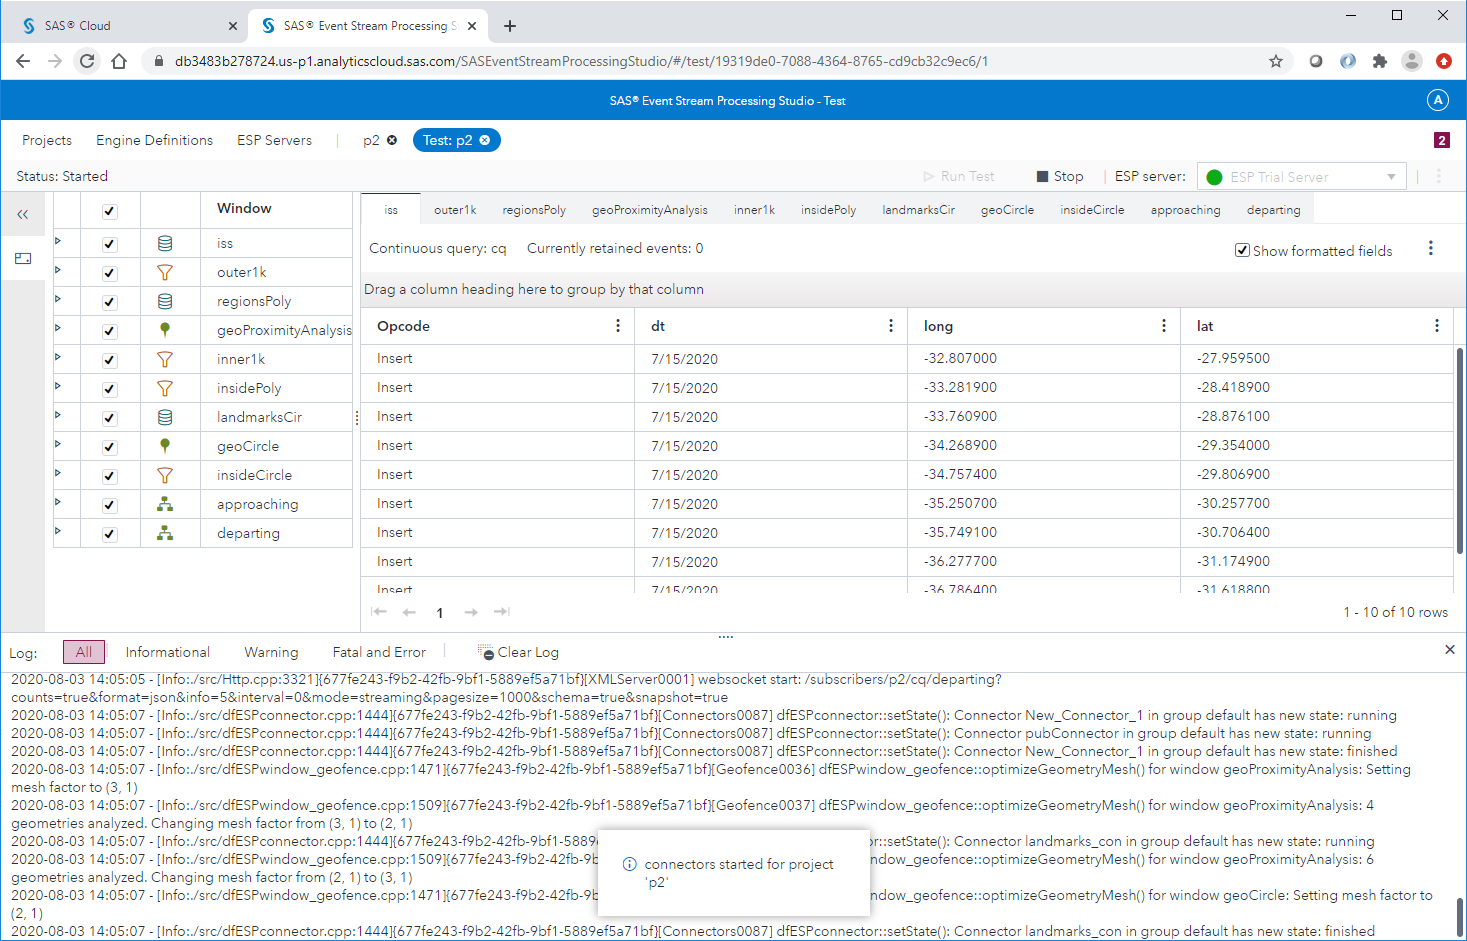 SAS® Cloud
SAS® Event Stream Processing S
db3483b278724.us-p1.analyticscloud.sas.com/SASEventStreamProcessingStudio/#/test/19319de0-7088-4364-8765-cd9cb32c9ec6/1
SAS® Event Stream Processing Studio - Test
A
Projects
Engine Definitions
ESP Servers
p2
Test: p2
2
Status: Started
Run Test
Stop
ESP server:
ESP Trial Server
Window
iss
outer1k
regionsPoly
geoProximityAnalysis
inner1k
insidePoly
landmarksCir
geoCircle
insideCircle
approaching
departing
iss
outer1k
regionsPoly
geoProximityAnalysis
inner1k
insidePoly
landmarksCir
geoCircle
insideCircle
approaching
departing
Continuous query: cq
Currently retained events: 0
Show formatted fields
Drag a column heading here to group by that column
Opcode dt long lat
Insert 7/15/2020 -32.807000 -27.959500
Insert 7/15/2020 -33.281900 -28.418900
Insert 7/15/2020 -33.760900 -28.876100
Insert 7/15/2020 -34.268900 -29.354000
Insert 7/15/2020 -34.757400 -29.806900
Insert 7/15/2020 -35.250700 -30.257700
Insert 7/15/2020 -35.749100 -30.706400
Insert 7/15/2020 -36.277700 -31.174900
Insert 7/15/2020 -36.786400 -31.618800
1
1 - 10 of 10 rows
Log:
All
Informational
Warning
Fatal and Error
Clear Log
2020-08-03 14:05:05 - [Info:./src/Http.cpp:3321]{677fe243-f9b2-42fb-9bf1-5889ef5a71bf}[XMLServer0001] websocket start: /subscribers/p2/cq/departing?
counts=true&format=json&info=5&interval=0&mode=streaming&pagesize=1000&schema=true&snapshot=true
2020-08-03 14:05:07 - [Info:./src/dfESPconnector.cpp:1444]{677fe243-f9b2-42fb-9bf1-5889ef5a71bf}[Connectors0087] dfESPconnector::setState(): Connector New_Connector_1 in group default has new state: running
2020-08-03 14:05:07 - [Info:./src/dfESPconnector.cpp:1444]{677fe243-f9b2-42fb-9bf1-5889ef5a71bf}[Connectors0087] dfESPconnector::setState(): Connector pubConnector in group default has new state: running
2020-08-03 14:05:07 - [Info:./src/dfESPconnector.cpp:1444]{677fe243-f9b2-42fb-9bf1-5889ef5a71bf}[Connectors0087] dfESPconnector::setState(): Connector New_Connector_1 in group default has new state: finished
2020-08-03 14:05:07 - [Info:./src/dfESPwindow_geofence.cpp:1471]{677fe243-f9b2-42fb-9bf1-5889ef5a71bf}[Geofence0036] dfESPwindow_geofence::optimizeGeometryMesh() for window geoProximityAnalysis: Setting
mesh factor to (3, 1)
2020-08-03 14:05:07 - [Info:./src/dfESPwindow_geofence.cpp:1509]{677fe243-f9b2-42fb-9bf1-5889ef5a71bf}[Geofence0037] dfESPwindow_geofence::optimizeGeometryMesh() for window geoProximityAnalysis: 4
geometries analyzed. Changing mesh factor from (3, 1) to (2, 1)
2020-08-03 14:05:07 - [Info:./src/dfESPconnector.cpp:1444]{677fe243-f9b2-42fb-9bf1-5889 r::setState(): Connector landmarks_con in group default has new state: running
2020-08-03 14:05:07 - [Info:./src/dfESPwindow_geofence.cpp:1509]{677fe243-f9b2-42fb-9b indow_geofence::optimizeGeometryMesh() for window geoProximityAnalysis: 6
geometries analyzed. Changing mesh factor from (2, 1) to (3, 1)
2020-08-03 14:05:07 - [Info:./src/dfESPwindow_geofence.cpp:1471]{677fe243-f9b2-42fb-9b indow_geofence::optimizeGeometryMesh() for window geoCircle: Setting mesh factor to
(2, 1)
2020-08-03 14:05:07 - [Info:./src/dfESPconnector.cpp:1444]{677fe243-f9b2-42fb-9bf1-5889ef5a71bf}[Connectors0087] dfESPconnector::setState(): Connector landmarks_con in group default has new state: finished
connectors started for project
'p2'